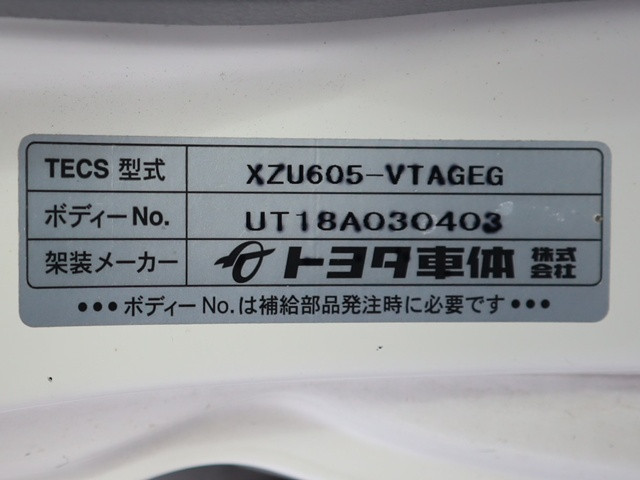 TECS 型式 XZU605-VTAGEG
ボディーNo. UT18A030403
架装メーカー トヨタ車体 株式会社
•••ボディーNo.は補給部品発注時に必要です•••